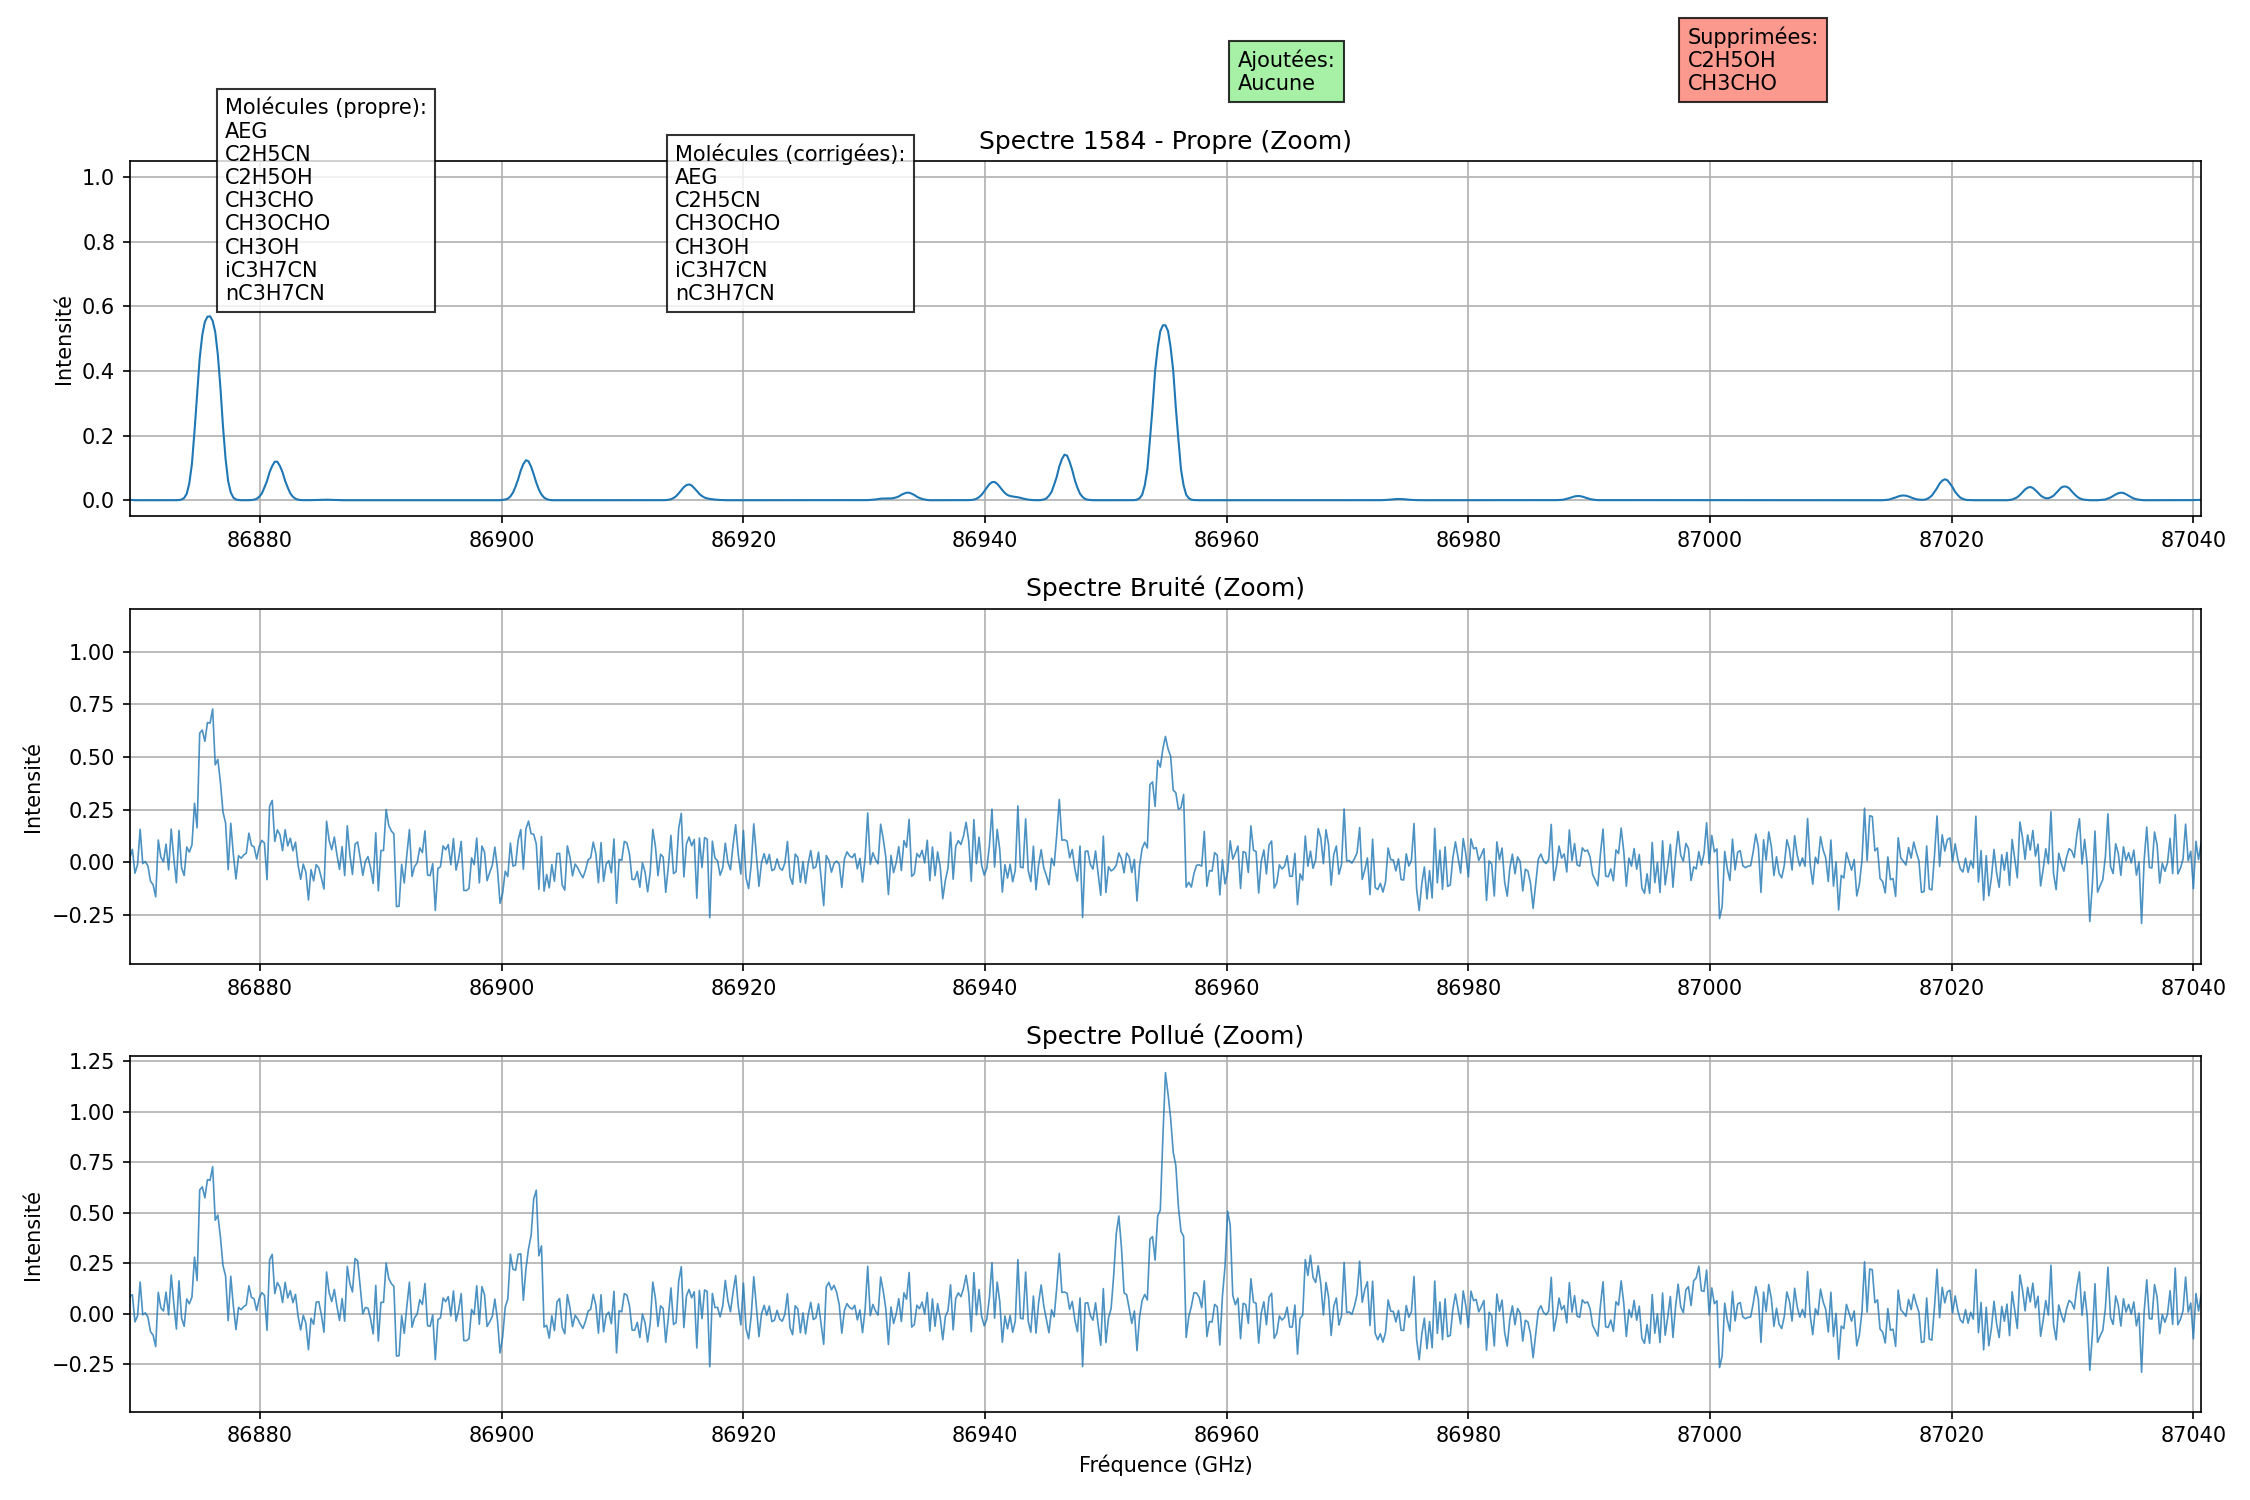 Supprimées:
C2H5OH
CH3CHO
Ajoutées:
Aucune
Molécules (propre):
AEG
C2H5CN
C2H5OH
CH3CHO
CH3OCHO
CH3OH
iC3H7CN
nC3H7CN
Molécules (corrigées):
AEG
C2H5CN
CH3OCHO
CH3OH
iC3H7CN
nC3H7CN
Spectre 1584 - Propre (Zoom)
Intensité
1.0
0.8
0.6
0.4
0.2
0.0
86880 86900 86920 86940 86960 86980 87000 87020 87040
Spectre Bruité (Zoom)
Intensité
1.00
0.75
0.50
0.25
0.00
−0.25
86880 86900 86920 86940 86960 86980 87000 87020 87040
Spectre Pollué (Zoom)
Intensité
1.25
1.00
0.75
0.50
0.25
0.00
−0.25
86880 86900 86920 86940 86960 86980 87000 87020 87040
Fréquence (GHz)